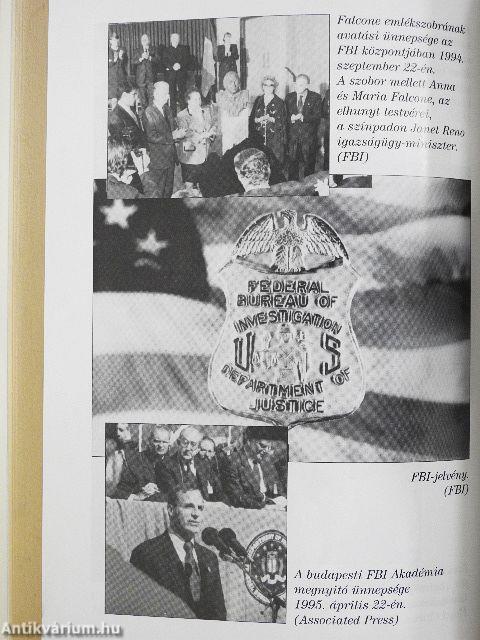 Falcone emlékszobrának
avatási ünnepsége az
FBI központjában 1994.
szeptember 22-én.
A szobor mellett Anna
és Maria Falcone, az
elhunyt testvérei,
a színpadon Janet Reno
igazságügy-miniszter.
(FBI)
FEDERAL
BUREAU OF
INVESTIGATION
U S
DEPARTMENT OF
JUSTICE
FBI-jelvény.
(FBI)
A budapesti FBI Akadémia
megnyitó ünnepsége
1995. április 22-én.
(Associated Press)
Antikvárium.hu